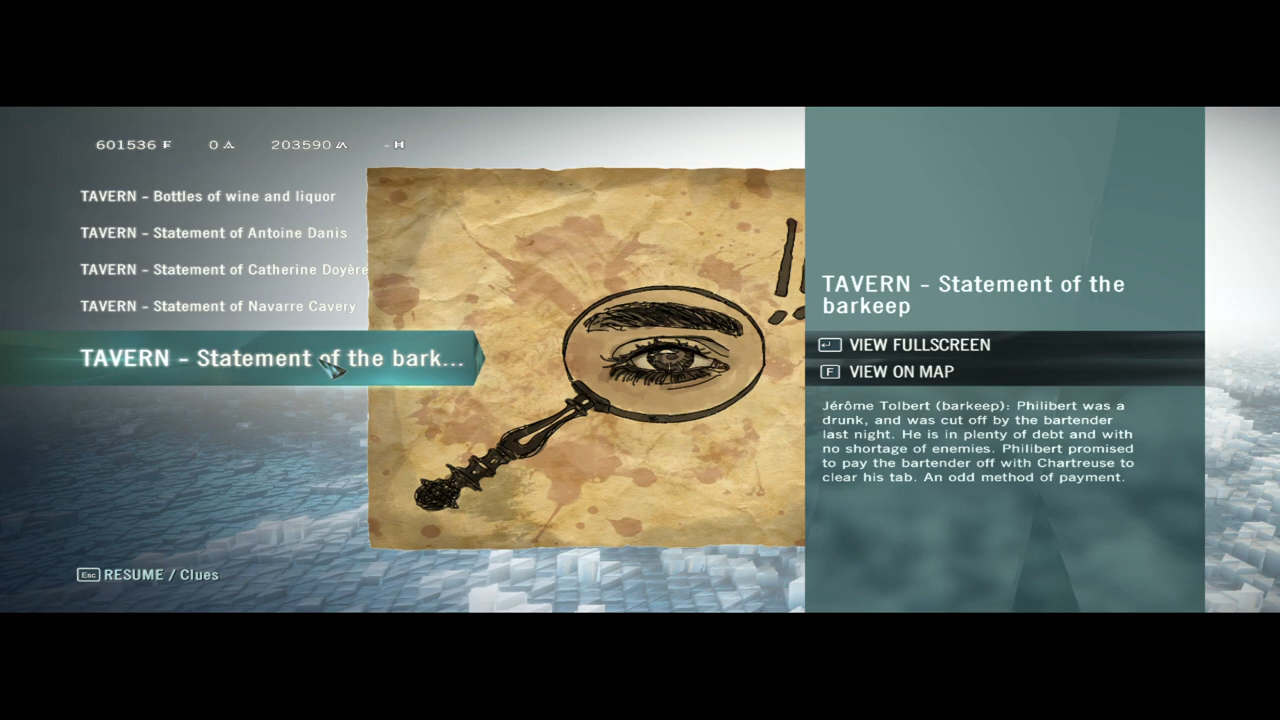 601536 F 0 203590 - H
TAVERN - Bottles of wine and liquor
TAVERN - Statement of Antoine Danis
TAVERN - Statement of Catherine Doyère
TAVERN - Statement of Navarre Cavery
TAVERN - Statement of the bark...
!!
TAVERN - Statement of the
barkeep
VIEW FULLSCREEN
F VIEW ON MAP
Jérôme Tolbert (barkeep): Philibert was a
drunk, and was cut off by the bartender
last night. He is in plenty of debt and with
no shortage of enemies. Philibert promised
to pay the bartender off with Chartreuse to
clear his tab. An odd method of payment.
Esc RESUME / Clues